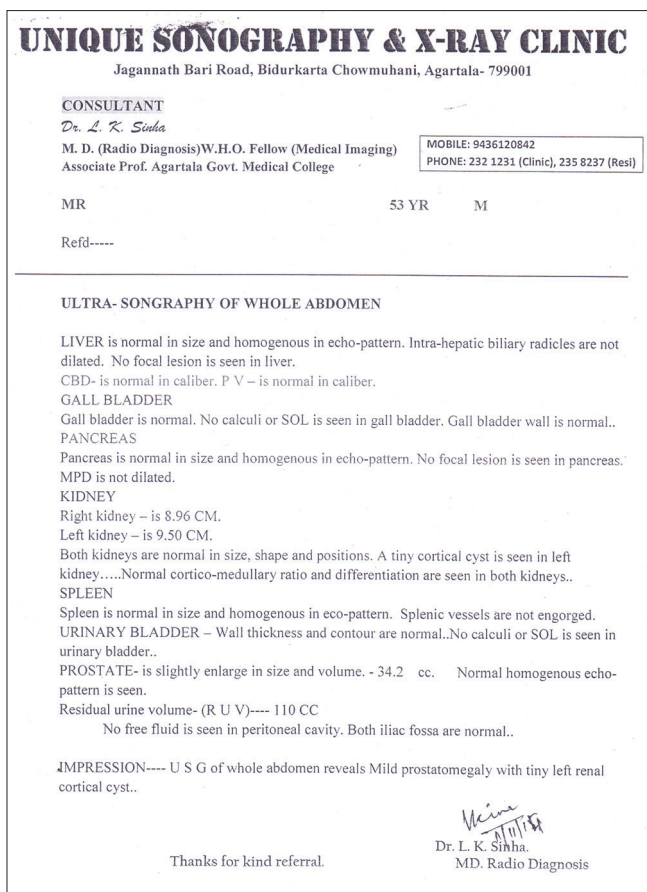 UNIQUE SONOGRAPHY & X-RAY CLINIC
Jagannath Bari Road, Bidurkarta Chowmuhani, Agartala- 799001
CONSULTANT
Dr. L. K. Sinha
M. D. (Radio Diagnosis)W.H.O. Fellow (Medical Imaging)
Associate Prof. Agartala Govt. Medical College
MOBILE: 9436120842
PHONE: 232 1231 (Clinic), 235 8237 (Resi)
MR 53 YR M
Refd-----
ULTRA- SONGRAPHY OF WHOLE ABDOMEN
LIVER is normal in size and homogenous in echo-pattern. Intra-hepatic biliary radicles are not
dilated. No focal lesion is seen in liver.
CBD- is normal in caliber. P V – is normal in caliber.
GALL BLADDER
Gall bladder is normal. No calculi or SOL is seen in gall bladder. Gall bladder wall is normal..
PANCREAS
Pancreas is normal in size and homogenous in echo-pattern. No focal lesion is seen in pancreas.
MPD is not dilated.
KIDNEY
Right kidney – is 8.96 CM.
Left kidney – is 9.50 CM.
Both kidneys are normal in size, shape and positions. A tiny cortical cyst is seen in left
kidney…..Normal cortico-medullary ratio and differentiation are seen in both kidneys..
SPLEEN
Spleen is normal in size and homogenous in eco-pattern. Splenic vessels are not engorged.
URINARY BLADDER – Wall thickness and contour are normal..No calculi or SOL is seen in
urinary bladder..
PROSTATE- is slightly enlarge in size and volume. - 34.2 cc. Normal homogenous echo-
pattern is seen.
Residual urine volume- (R U V)---- 110 CC
No free fluid is seen in peritoneal cavity. Both iliac fossa are normal..
IMPRESSION---- U S G of whole abdomen reveals Mild prostatomegaly with tiny left renal
cortical cyst..
Dr. L. K. Sinha.
Thanks for kind referral. MD. Radio Diagnosis